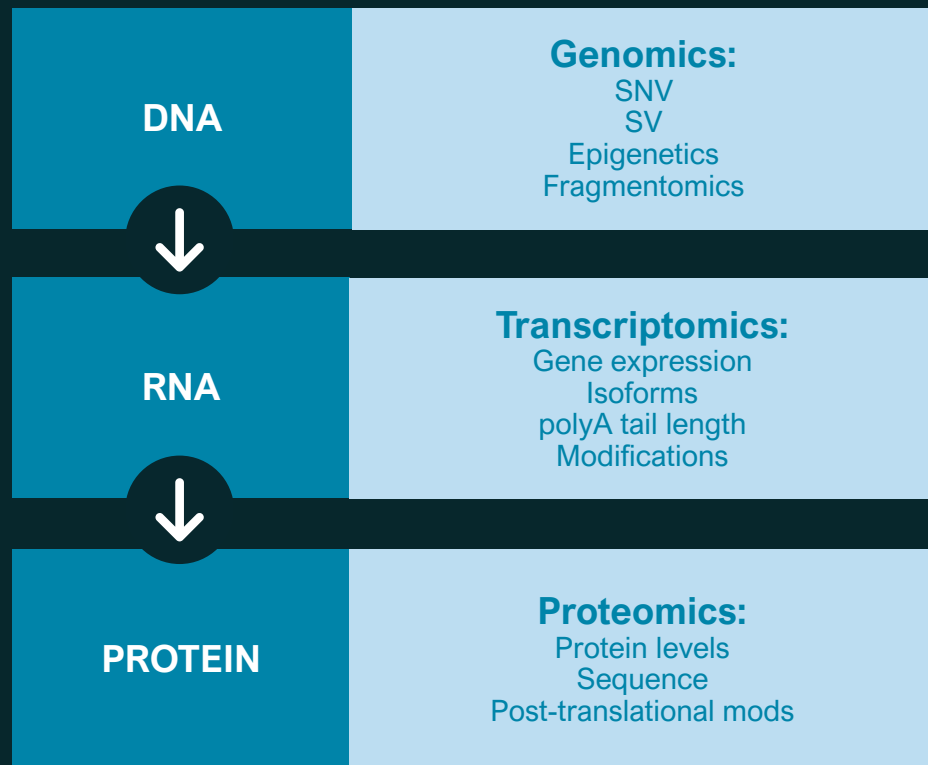 DNA
Genomics:
SNV
SV
Epigenetics
Fragmentomics
RNA
Transcriptomics:
Gene expression
Isoforms
polyA tail length
Modifications
PROTEIN
Proteomics:
Protein levels
Sequence
Post-translational mods